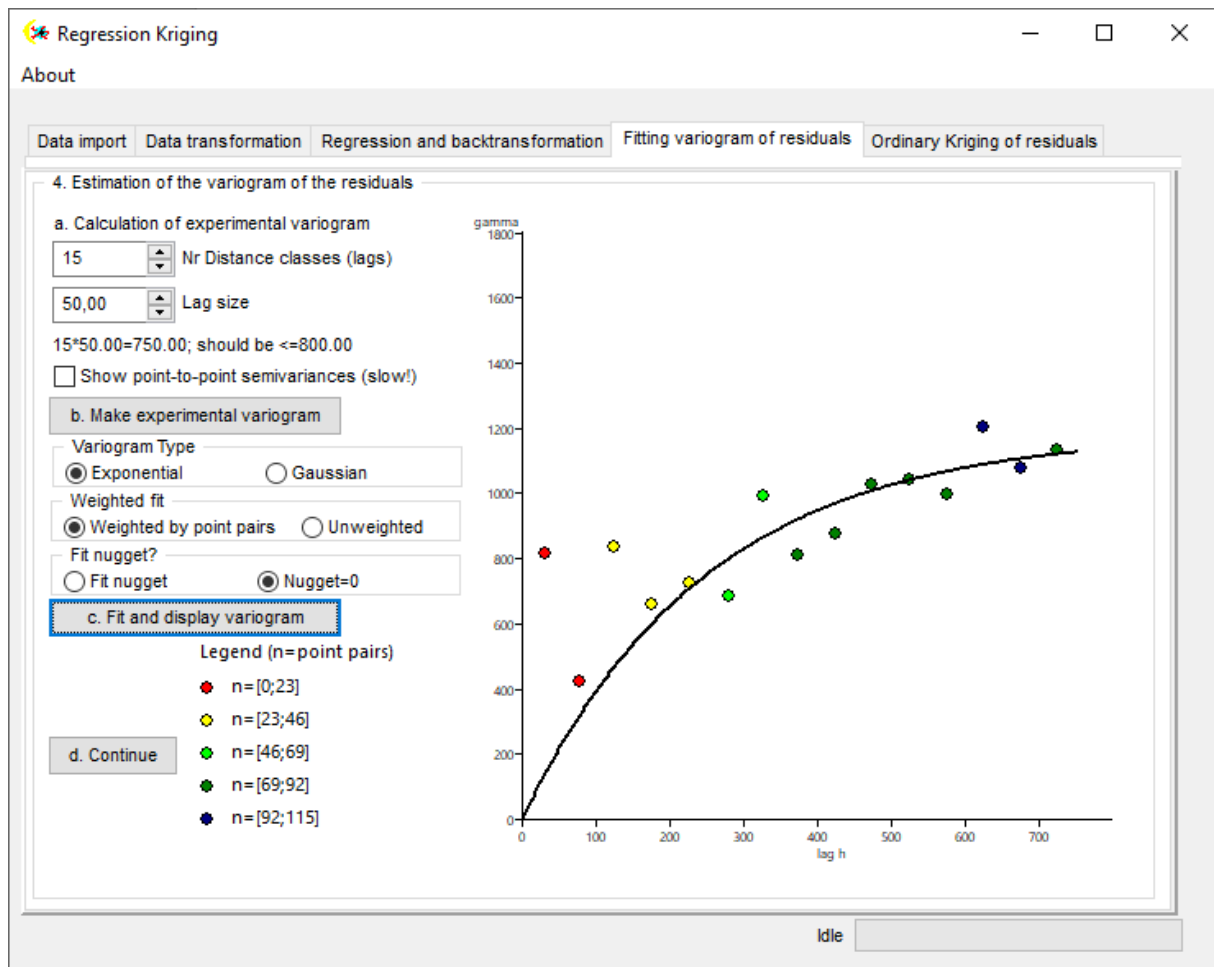 Regression Kriging
About
Data import
Data transformation
Regression and backtransformation
Fitting variogram of residuals
Ordinary Kriging of residuals
4. Estimation of the variogram of the residuals
a. Calculation of experimental variogram
15 Nr Distance classes (lags)
50,00 Lag size
15*50.00=750.00; should be <=800.00
Show point-to-point semivariances (slow!)
b. Make experimental variogram
Variogram Type
Exponential Gaussian
Weighted fit
Weighted by point pairs Unweighted
Fit nugget?
Fit nugget Nugget=0
c. Fit and display variogram
Legend (n=point pairs)
n=[0;23]
n=[23;46]
n=[46;69]
n=[69;92]
n=[92;115]
d. Continue
gamma
1800
1600
1400
1200
1000
800
600
400
200
0
0 100 200 300 400 500 600 700
lag h
Idle